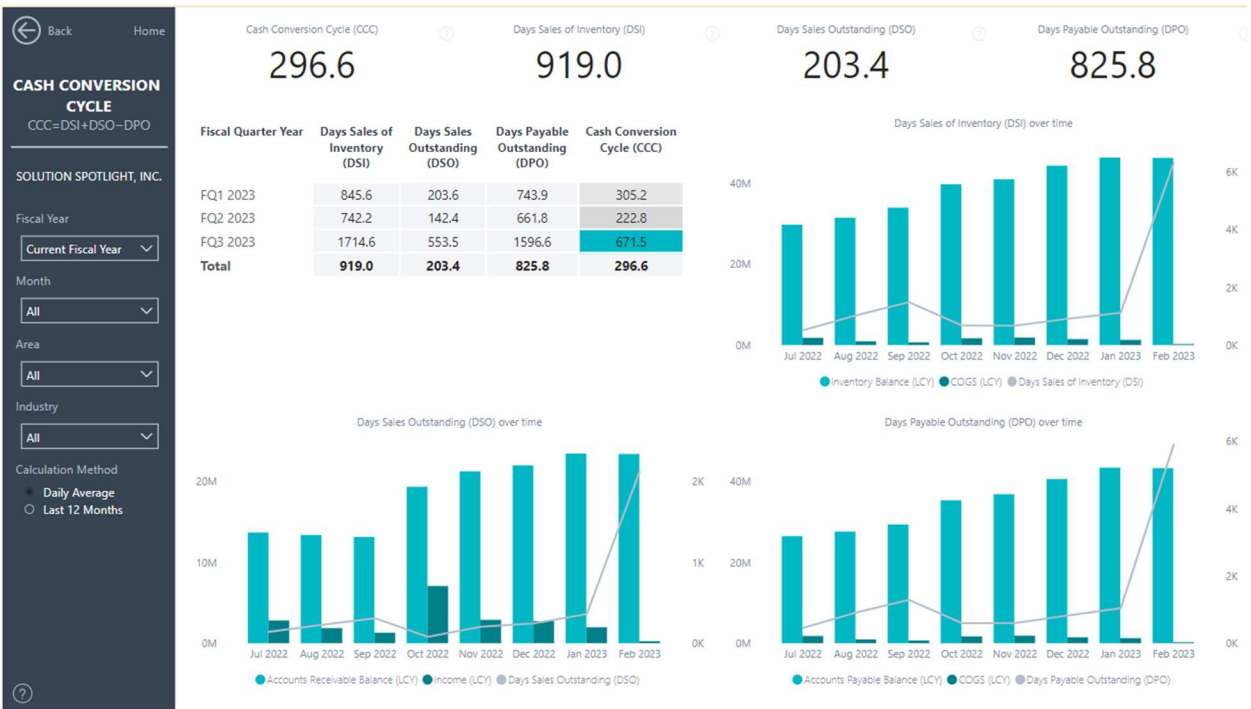 Back Home
CASH CONVERSION
CYCLE
CCC=DSI+DSO−DPO
SOLUTION SPOTLIGHT, INC.
Fiscal Year
Current Fiscal Year
Month
All
Area
All
Industry
All
Calculation Method
Daily Average
Last 12 Months
?
Cash Conversion Cycle (CCC) ?
296.6
Days Sales of Inventory (DSI) ?
919.0
Days Sales Outstanding (DSO) ?
203.4
Days Payable Outstanding (DPO)
825.8
Fiscal Quarter Year Days Sales of Days Sales Days Payable Cash Conversion
Inventory Outstanding Outstanding Cycle (CCC)
(DSI) (DSO) (DPO)
FQ1 2023 845.6 203.6 743.9 305.2
FQ2 2023 742.2 142.4 661.8 222.8
FQ3 2023 1714.6 553.5 1596.6 671.5
Total 919.0 203.4 825.8 296.6
Days Sales of Inventory (DSI) over time
6K
40M
4K
20M
2K
0M 0K
Jul 2022 Aug 2022 Sep 2022 Oct 2022 Nov 2022 Dec 2022 Jan 2023 Feb 2023
Inventory Balance (LCY) COGS (LCY) Days Sales of Inventory (DSI)
Days Sales Outstanding (DSO) over time
20M 2K
10M 1K
0M 0K
Jul 2022 Aug 2022 Sep 2022 Oct 2022 Nov 2022 Dec 2022 Jan 2023 Feb 2023
Accounts Receivable Balance (LCY) Income (LCY) Days Sales Outstanding (DSO)
Days Payable Outstanding (DPO) over time
6K
40M
4K
20M
2K
0M 0K
Jul 2022 Aug 2022 Sep 2022 Oct 2022 Nov 2022 Dec 2022 Jan 2023 Feb 2023
Accounts Payable Balance (LCY) COGS (LCY) Days Payable Outstanding (DPO)